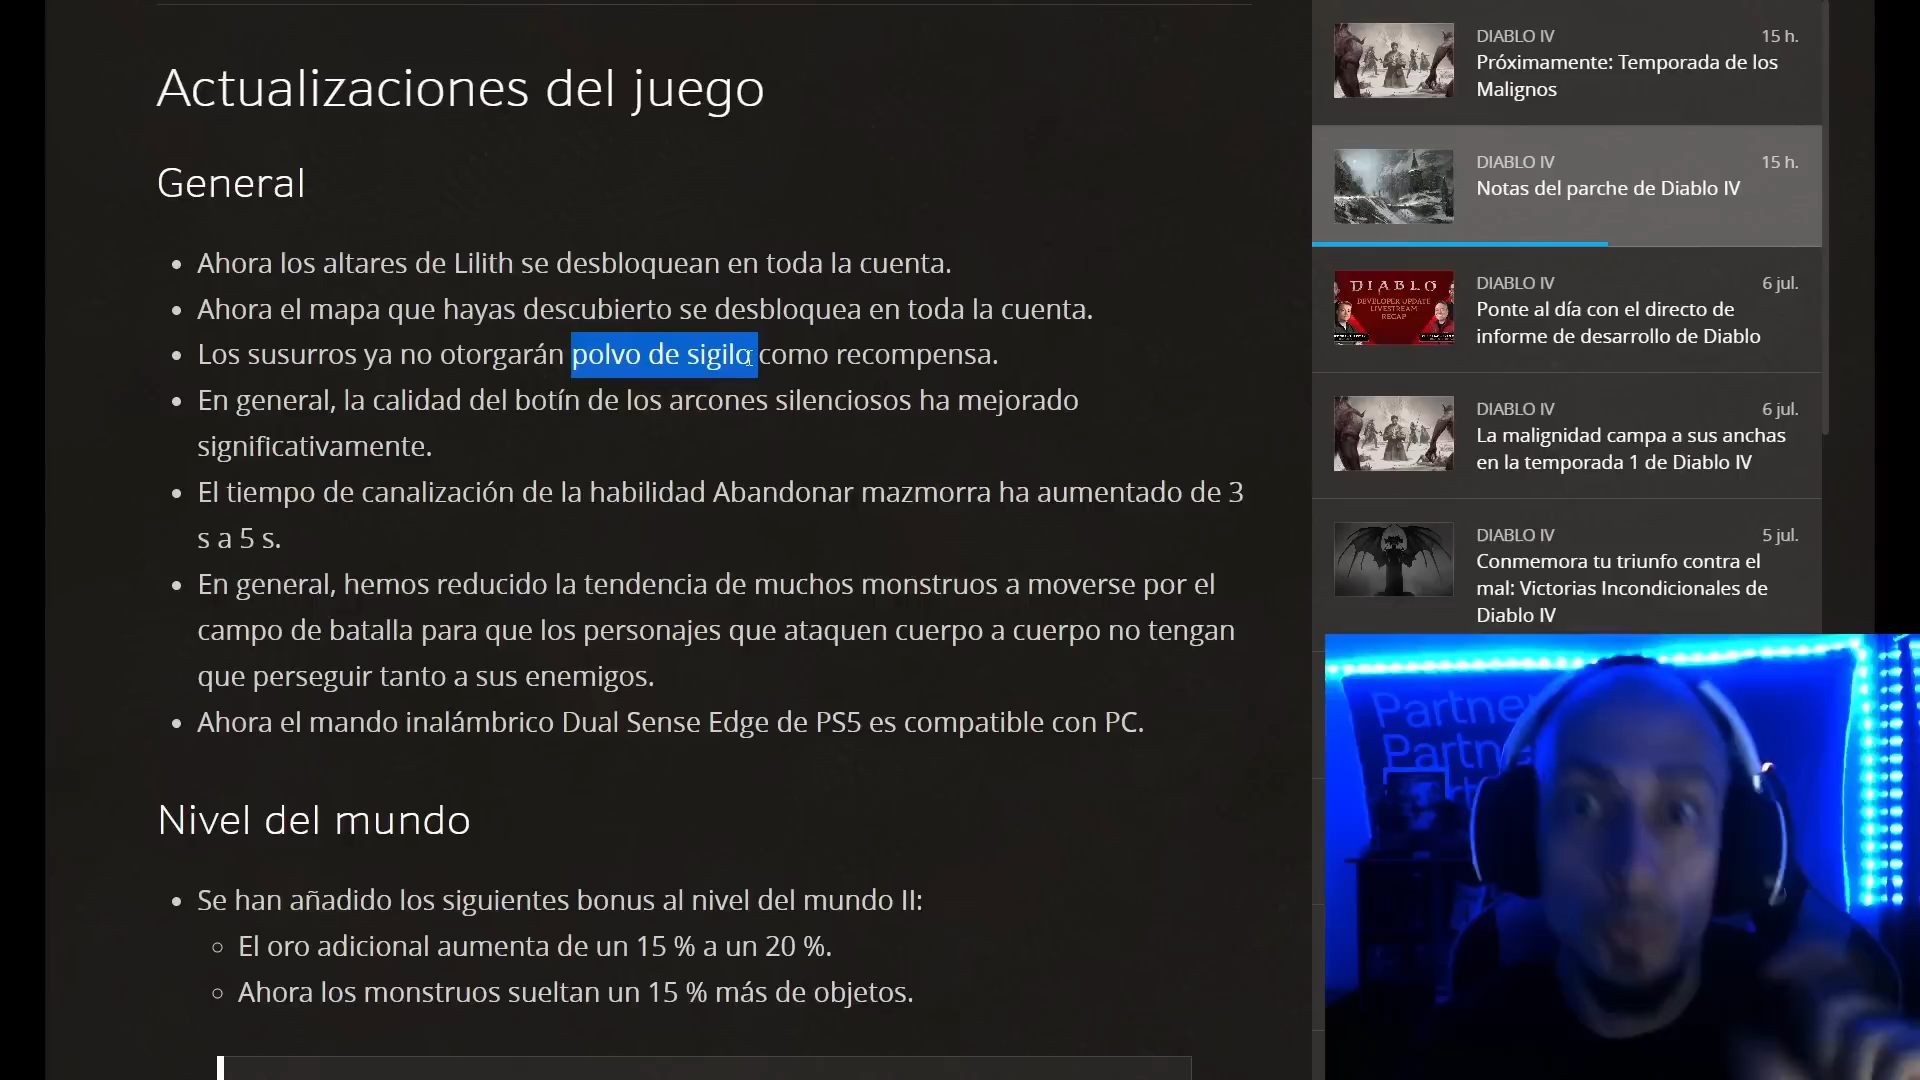 Actualizaciones del juego
General
Ahora los altares de Lilith se desbloquean en toda la cuenta.
Ahora el mapa que hayas descubierto se desbloquea en toda la cuenta.
Los susurros ya no otorgarán polvo de sigilo como recompensa.
En general, la calidad del botín de los arcones silenciosos ha mejorado
significativamente.
El tiempo de canalización de la habilidad Abandonar mazmorra ha aumentado de 3
s a 5 s.
En general, hemos reducido la tendencia de muchos monstruos a moverse por el
campo de batalla para que los personajes que ataquen cuerpo a cuerpo no tengan
que perseguir tanto a sus enemigos.
Ahora el mando inalámbrico Dual Sense Edge de PS5 es compatible con PC.
Nivel del mundo
Se han añadido los siguientes bonus al nivel del mundo II:
El oro adicional aumenta de un 15 % a un 20 %.
Ahora los monstruos sueltan un 15 % más de objetos.
DIABLO IV 15 h.
Próximamente: Temporada de los
Malignos
DIABLO IV 15 h.
Notas del parche de Diablo IV
DIABLO
DEVELOPER UPDATE
LIVESTREAM
RECAP
DIABLO IV 6 jul.
Ponte al día con el directo de
informe de desarrollo de Diablo
DIABLO IV 6 jul.
La malignidad campa a sus anchas
en la temporada 1 de Diablo IV
DIABLO IV 5 jul.
Conmemora tu triunfo contra el
mal: Victorias Incondicionales de
Diablo IV